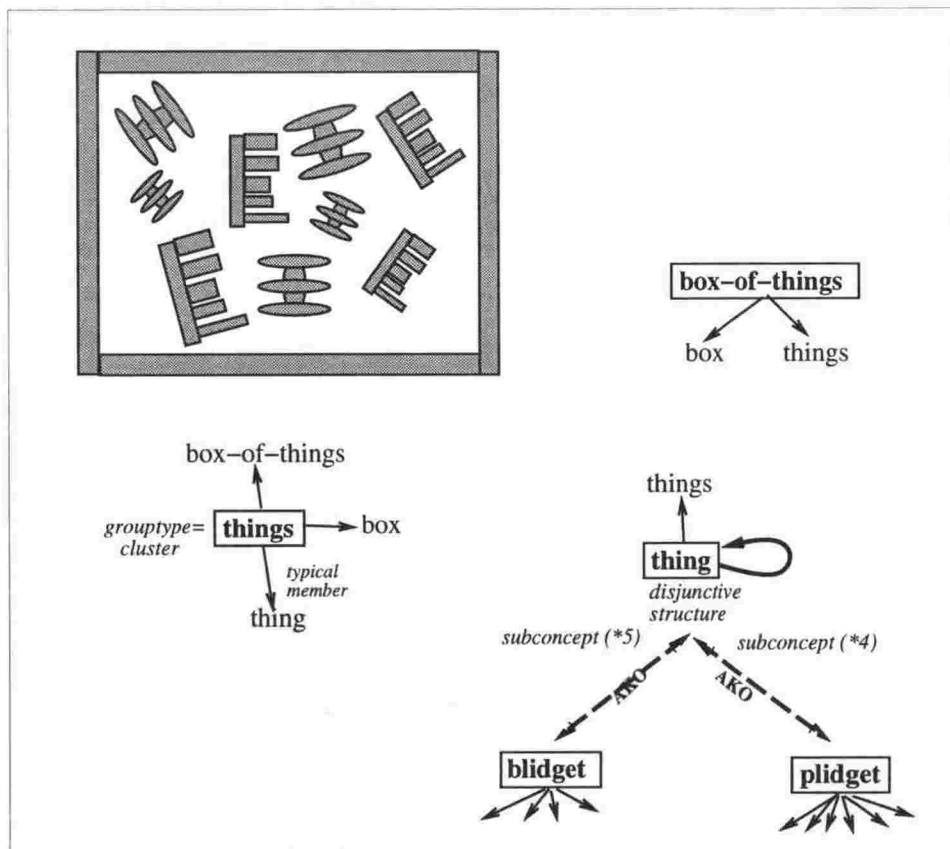 box-of-things
box things
box-of-things
grouptype= things box
cluster
typical
member
thing
things
thing
disjunctive
structure
subconcept (*5) subconcept (*4)
AKO AKO
blidget plidget